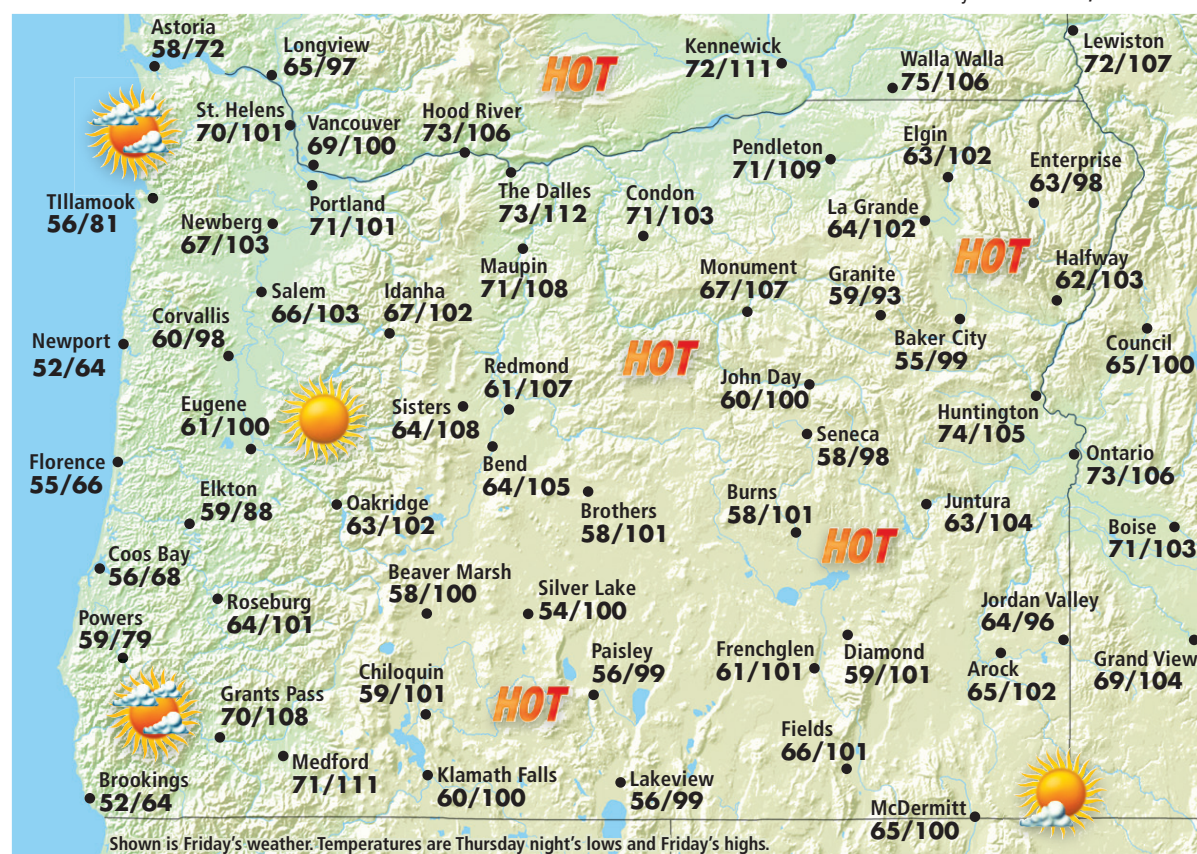 Astoria
58/72
Longview
65/97
HOT
Kennewick
72/111
Walla Walla
75/106
Lewiston
72/107
St. Helens
70/101
Vancouver
69/100
Hood River
73/106
Pendleton
71/109
Elgin
63/102
Enterprise
63/98
TIllamook
56/81
Newberg
67/103
Portland
71/101
The Dalles
73/112
Condon
71/103
La Grande
64/102
HOT
Maupin
71/108
Monument
67/107
Granite
59/93
Halfway
62/103
Salem
66/103
Idanha
67/102
Corvallis
60/98
Newport
52/64
HOT
Baker City
55/99
Council
65/100
Redmond
61/107
John Day
60/100
Eugene
61/100
Sisters
64/108
Huntington
74/105
Seneca
58/98
Florence
55/66
Bend
64/105
Ontario
73/106
Elkton
59/88
Oakridge
63/102
Brothers
58/101
Burns
58/101
Juntura
63/104
Boise
71/103
HOT
Coos Bay
56/68
Beaver Marsh
58/100
Silver Lake
54/100
Roseburg
64/101
Jordan Valley
64/96
Powers
59/79
Chiloquin
59/101
Paisley
56/99
Frenchglen
61/101
Diamond
59/101
Arock
65/102
Grand View
69/104
HOT
Grants Pass
70/108
Fields
66/101
Medford
71/111
Klamath Falls
60/100
Lakeview
56/99
Brookings
52/64
McDermitt
65/100
Shown is Friday's weather. Temperatures are Thursday night's lows and Friday's highs.